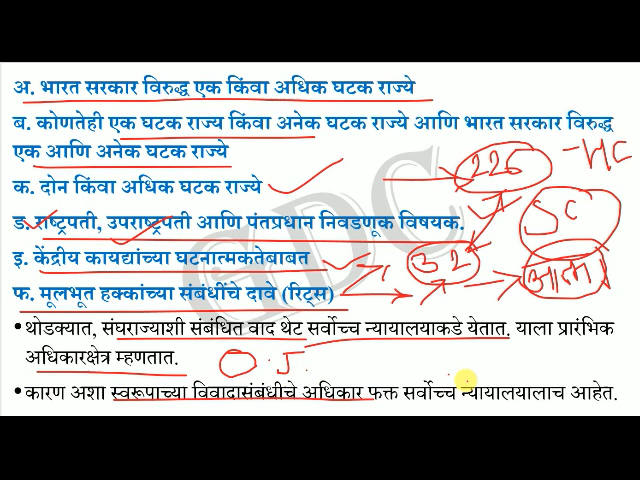 अ. भारत सरकार विरुद्ध एक किंवा अधिक घटक राज्ये
ब. कोणतेही एक घटक राज्य किंवा अनेक घटक राज्ये आणि भारत सरकार विरुद्ध
एक आणि अनेक घटक राज्ये
226 - HC
क. दोन किंवा अधिक घटक राज्ये
SC
ड. राष्ट्रपती, उपराष्ट्रपती आणि पंतप्रधान निवडणूक विषयक.
इ. केंद्रीय कायद्यांच्या घटनात्मकतेबाबत
32
फ. मूलभूत हक्कांच्या संबंधीचे दावे (रिट्स)
• थोडक्यात, संघराज्याशी संबंधित वाद थेट सर्वोच्च न्यायालयाकडे येतात. याला प्रारंभिक
अधिकारक्षेत्र म्हणतात.
O. J.
• कारण अशा स्वरूपाच्या विवादासंबंधीचे अधिकार फक्त सर्वोच्च न्यायालयालाच आहेत.
GDC